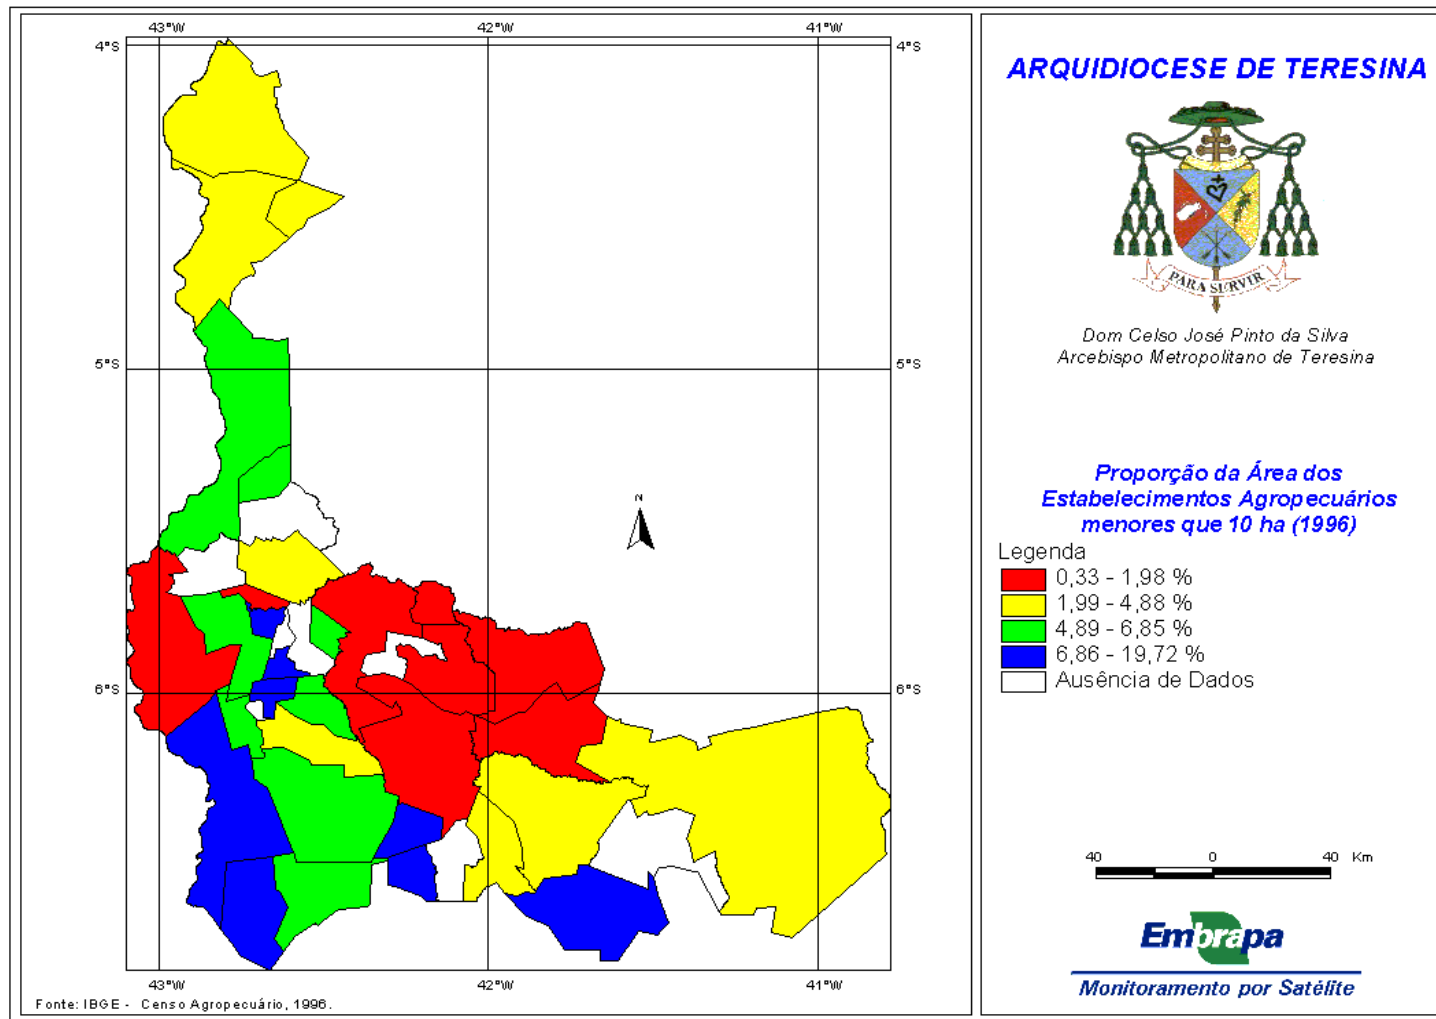 43°W 42°W 41°W
4°S 4°S
5°S 5°S
6°S 6°S
43°W 42°W 41°W
N
Fonte: IBGE - Censo Agropecuário, 1996.
ARQUIDIOCESE DE TERESINA
PARA SERVIR
Dom Celso José Pinto da Silva
Arcebispo Metropolitano de Teresina
Proporção da Área dos
Estabelecimentos Agropecuários
menores que 10 ha (1996)
Legenda
0,33 - 1,98 %
1,99 - 4,88 %
4,89 - 6,85 %
6,86 - 19,72 %
Ausência de Dados
40 0 40 Km
Embrapa
Monitoramento por Satélite